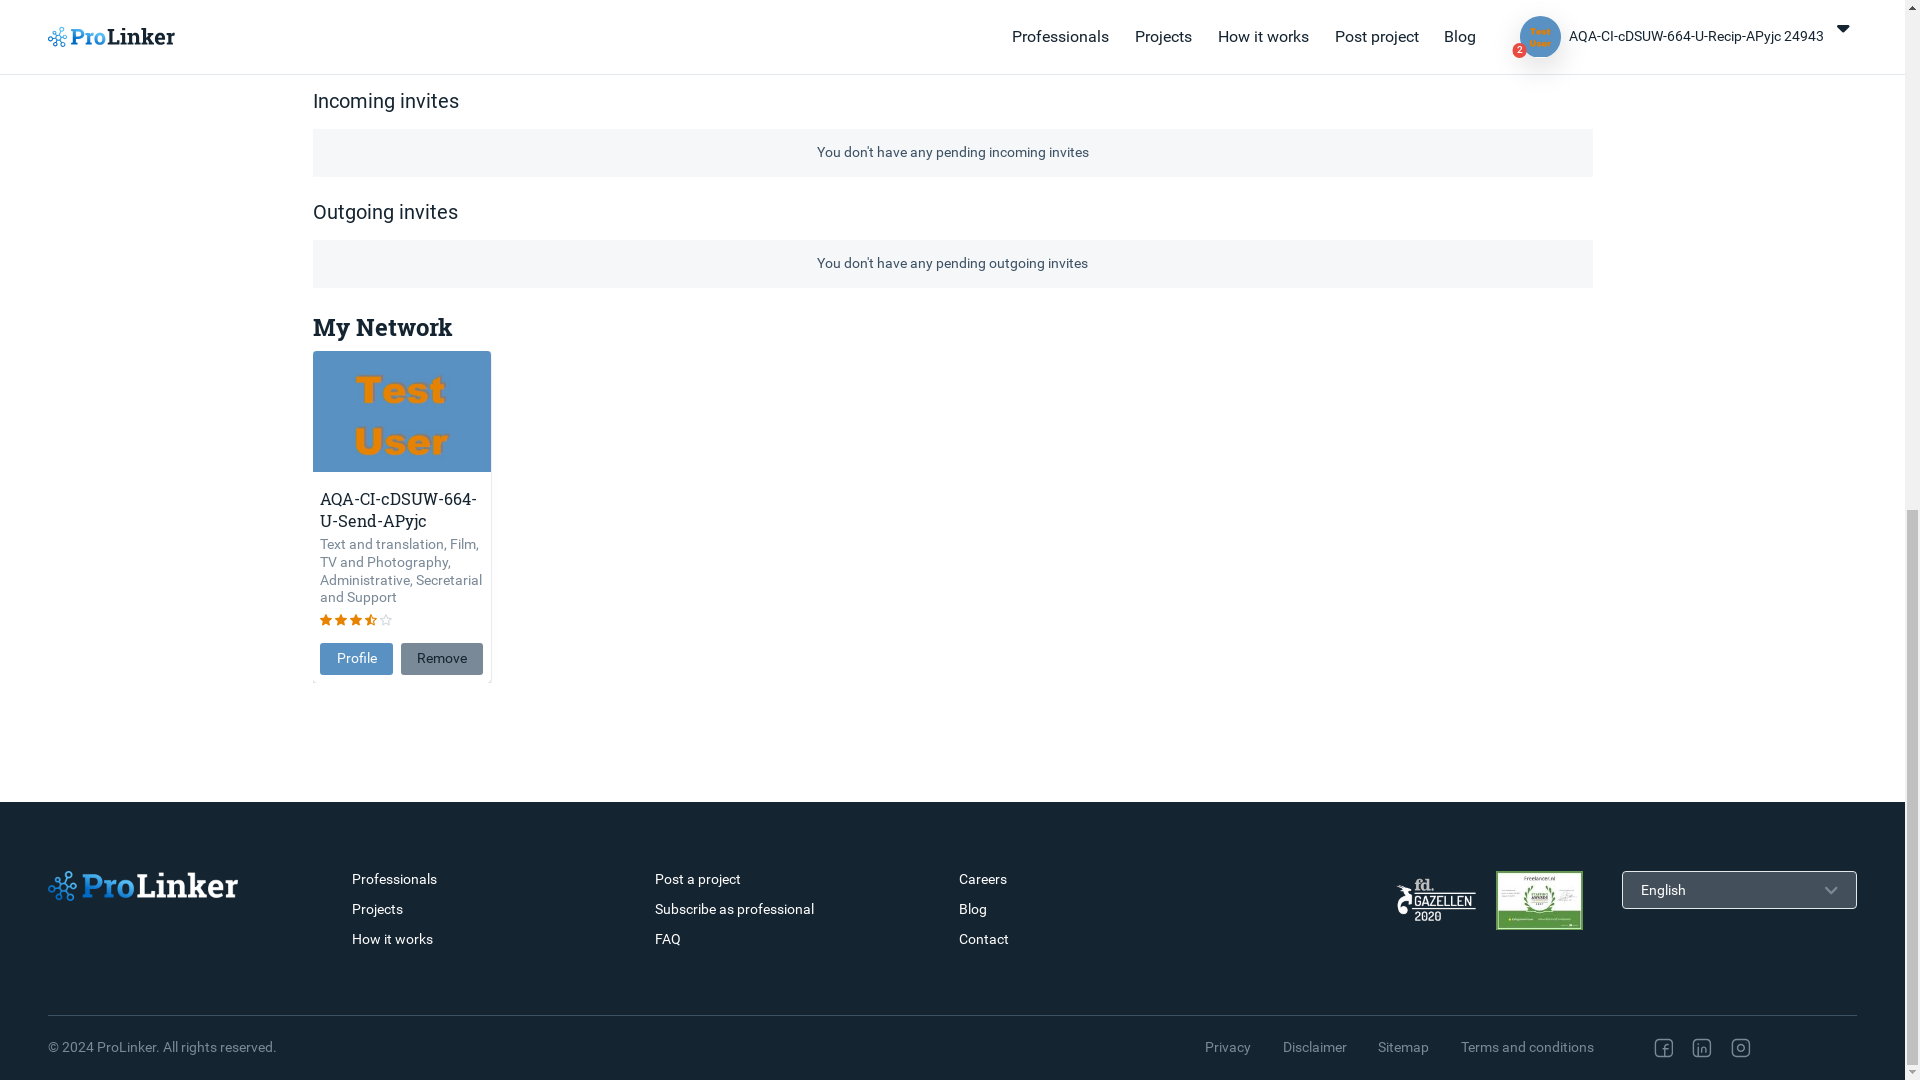 ProLinker
Professionals
Projects
How it works
Post project
Blog
2
AQA-CI-cDSUW-664-U-Recip-APyjc 24943
Incoming invites
You don't have any pending incoming invites
Outgoing invites
You don't have any pending outgoing invites
My Network
Test
User
AQA-CI-cDSUW-664-
U-Send-APyjc
Text and translation, Film,
TV and Photography,
Administrative, Secretarial
and Support
Profile
Remove
ProLinker
Professionals
Projects
How it works
Post a project
Subscribe as professional
FAQ
Careers
Blog
Contact
fd.
GAZELLEN
2020
Freelancer.nl
English
© 2024 ProLinker. All rights reserved.
Privacy
Disclaimer
Sitemap
Terms and conditions